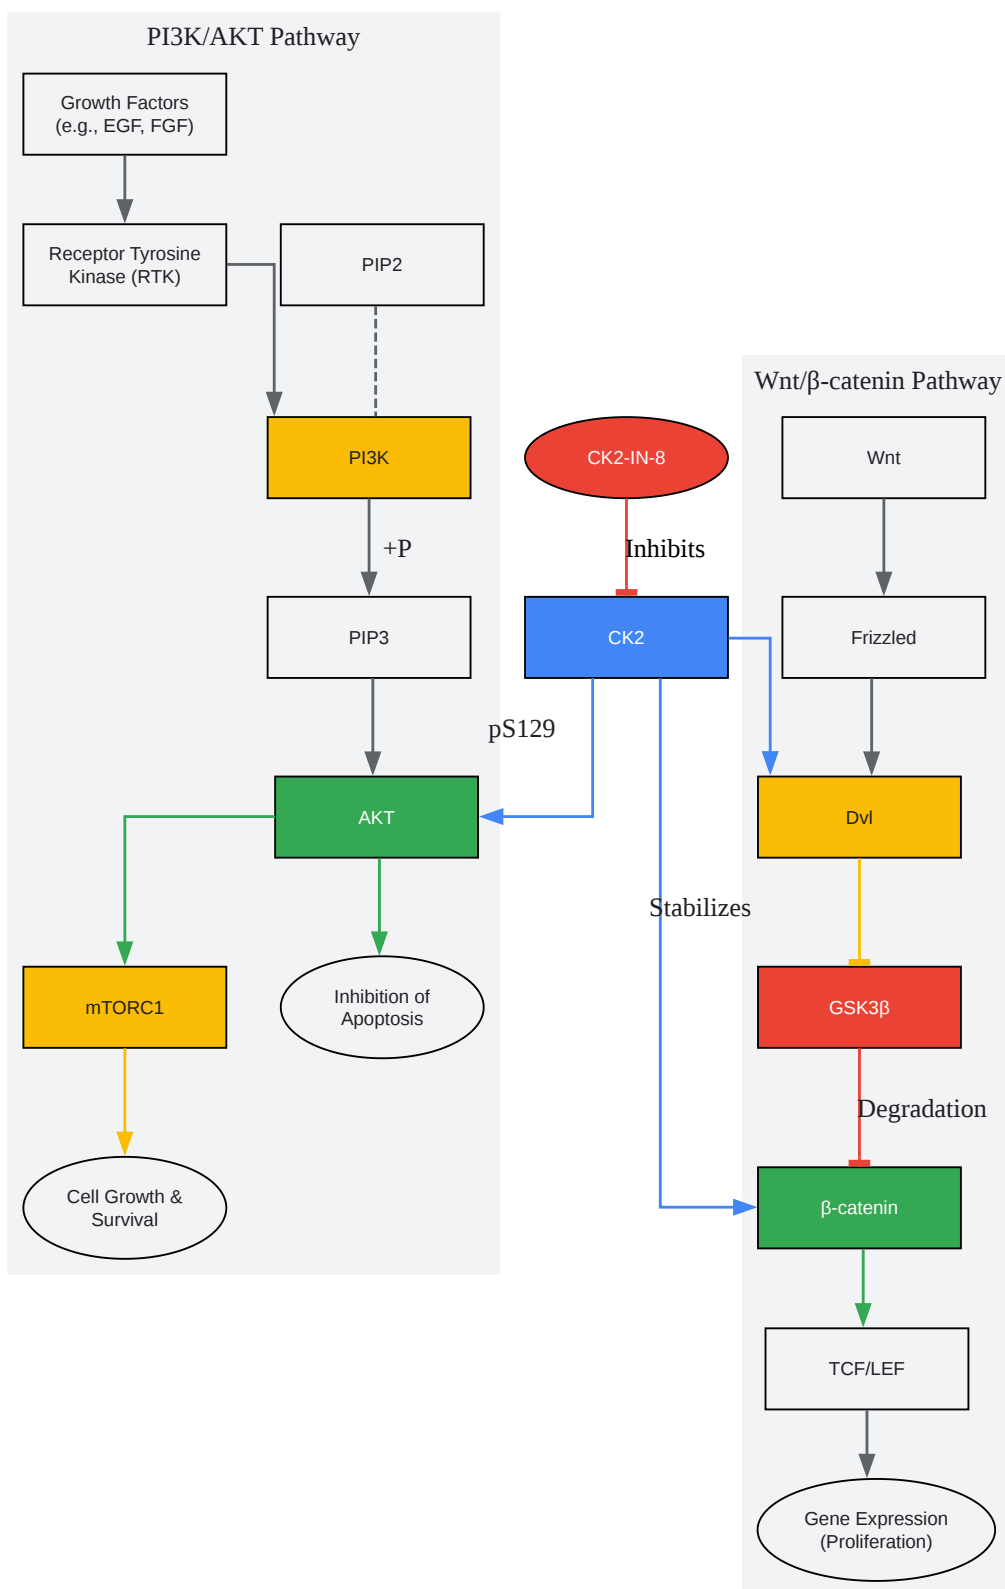 PI3K/AKT Pathway
Growth Factors
(e.g., EGF, FGF)
Receptor Tyrosine
Kinase (RTK)
PIP2
PI3K
+P
PIP3
AKT
mTORC1
Inhibition of
Apoptosis
Cell Growth &
Survival
CK2-IN-8
Inhibits
CK2
pS129
Stabilizes
Wnt/β-catenin Pathway
Wnt
Frizzled
Dvl
GSK3β
Degradation
β-catenin
TCF/LEF
Gene Expression
(Proliferation)